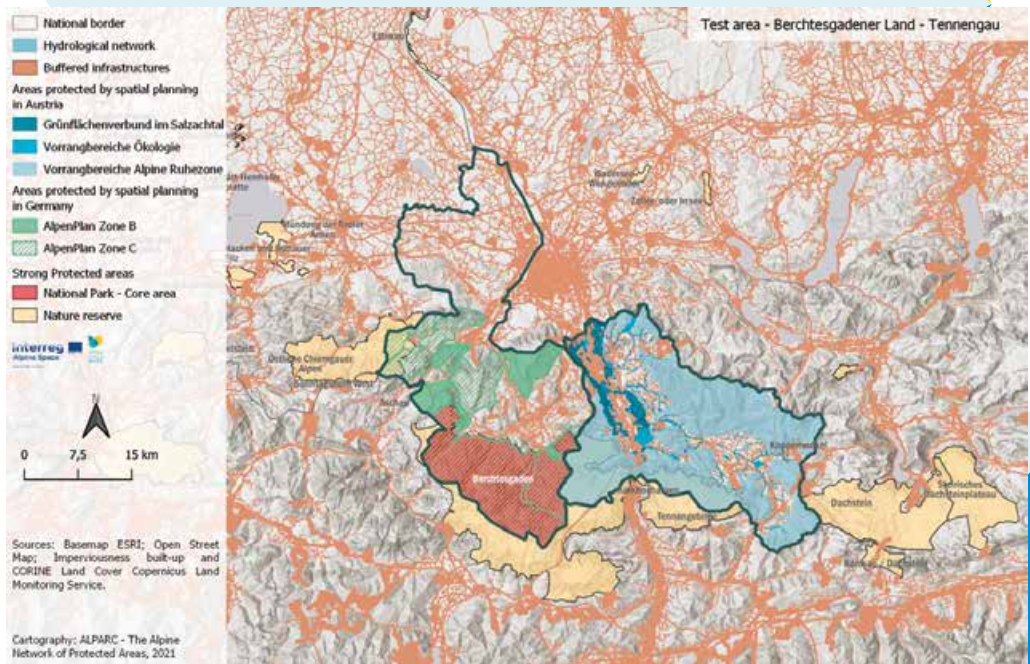 Test area - Berchtesgadener Land - Tennengau
National border
Hydrological network
Buffered infrastructures
Areas protected by spatial planning
in Austria
Grünflächenverbund im Salzachtal
Vorrangbereiche Ökologie
Vorrangbereiche Alpine Ruhezone
Areas protected by spatial planning
in Germany
AlpenPlan Zone B
AlpenPlan Zone C
Strong Protected areas
National Park - Core area
Nature reserve
Interreg
Alpine Space
N
0 7,5 15 km
Sources: Basemap ESRI; Open Street
Map; Imperviousness built-up and
CORINE Land Cover Copernicus Land
Monitoring Service.
Cartography: ALPARC - The Alpine
Network of Protected Areas, 2021
Östliche Chiemgauer
Alpen
Berchtesgaden
Tennengebirge
Dachstein